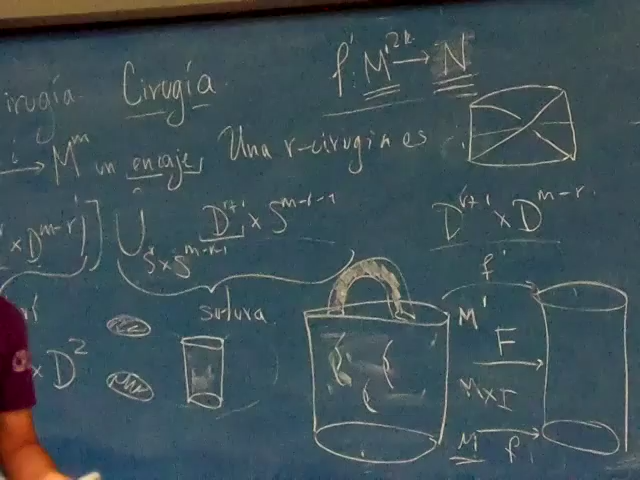 irugía. Cirugía. f': M'^{2k} → N
i → M^m un encaje, Una r-cirugía es
× D^{m-r}] ∪_{S^r×S^{m-r-1}} D^{r+1} × S^{m-r-1} D^{r+1} × D^{m-r}.
sutura
f'
M'
× D^2
F
M×I
M f